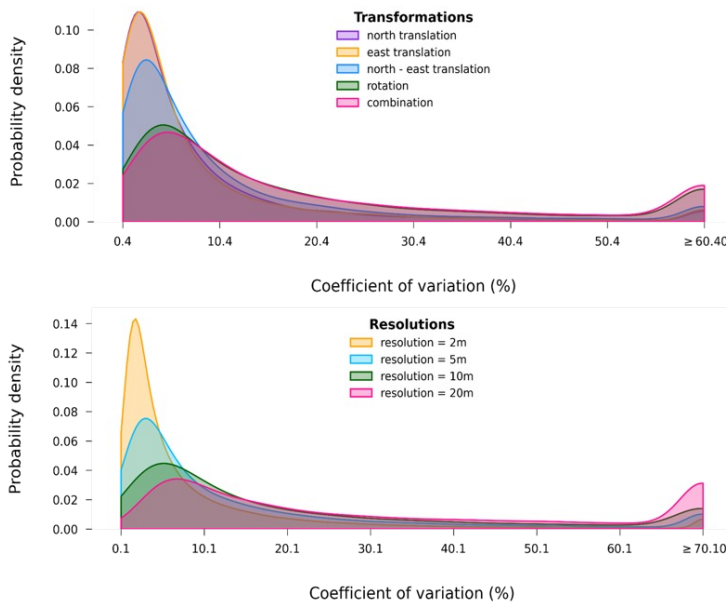 Transformations
north translation
east translation
north - east translation
rotation
combination
Probability density
0.10
0.08
0.06
0.04
0.02
0.00
0.4 10.4 20.4 30.4 40.4 50.4 ≥ 60.40
Coefficient of variation (%)
Resolutions
resolution = 2m
resolution = 5m
resolution = 10m
resolution = 20m
Probability density
0.14
0.12
0.10
0.08
0.06
0.04
0.02
0.00
0.1 10.1 20.1 30.1 40.1 50.1 60.1 ≥ 70.10
Coefficient of variation (%)